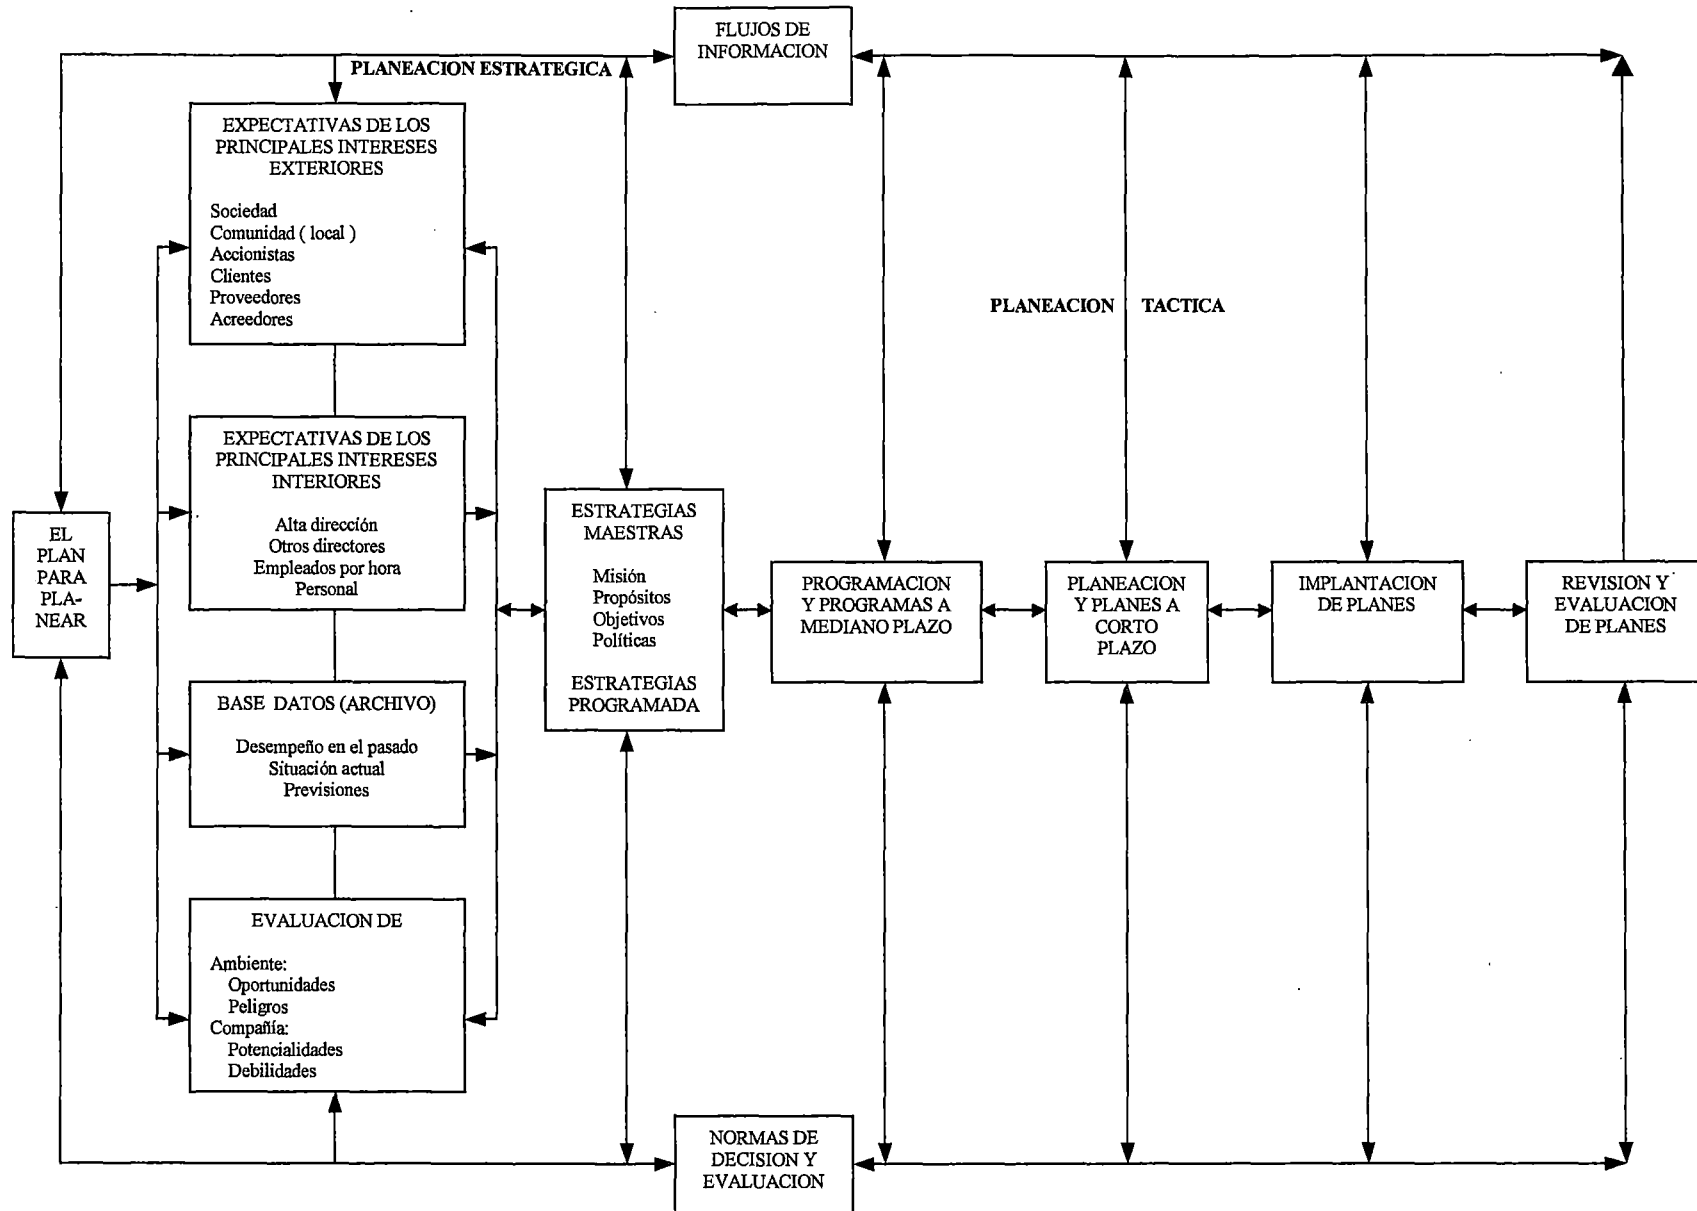 FLUJOS DE
INFORMACION
PLANEACION ESTRATEGICA
EXPECTATIVAS DE LOS
PRINCIPALES INTERESES
EXTERIORES
Sociedad
Comunidad ( local )
Accionistas
Clientes
Proveedores
Acreedores
PLANEACION TACTICA
EXPECTATIVAS DE LOS
PRINCIPALES INTERESES
INTERIORES
Alta dirección
Otros directores
Empleados por hora
Personal
EL
PLAN
PARA
PLA-
NEAR
ESTRATEGIAS
MAESTRAS
Misión
Propósitos
Objetivos
Políticas
ESTRATEGIAS
PROGRAMADA
PROGRAMACION
Y PROGRAMAS A
MEDIANO PLAZO
PLANEACION
Y PLANES A
CORTO
PLAZO
IMPLANTACION
DE PLANES
REVISION Y
EVALUACION
DE PLANES
BASE DATOS (ARCHIVO)
Desempeño en el pasado
Situación actual
Previsiones
EVALUACION DE
Ambiente:
Oportunidades
Peligros
Compañía:
Potencialidades
Debilidades
NORMAS DE
DECISION Y
EVALUACION